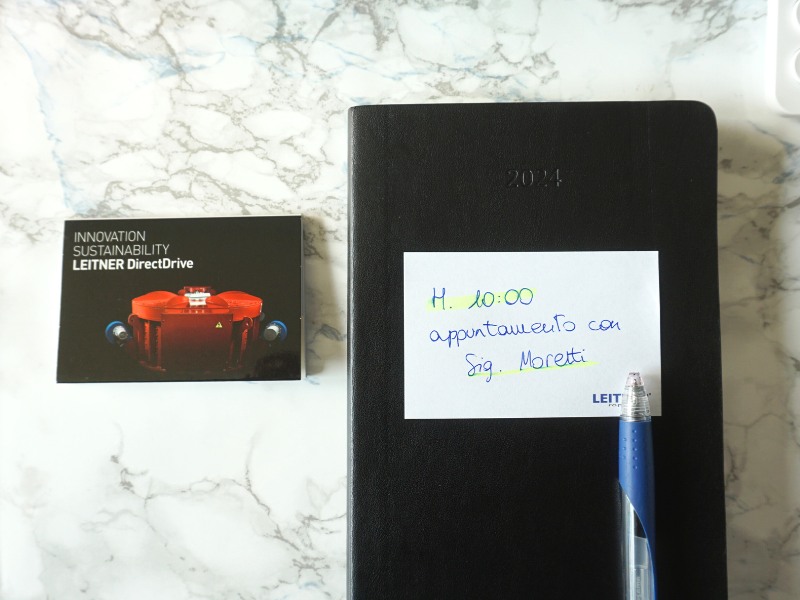 INNOVATION
SUSTAINABILITY
LEITNER DirectDrive
2024
H. 10:00
appuntamento con
Sig. Moretti